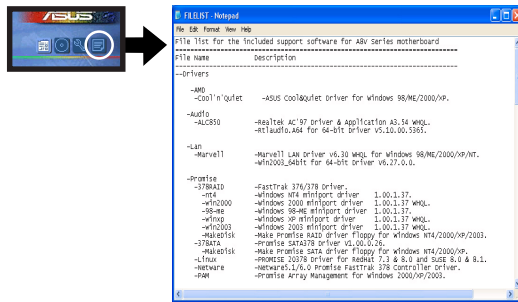 ASUS
FILELIST - Notepad
File Edit Format View Help
File list for the included support software for A8V Series motherboard
==========================================================
File Name Description
----------------------------------------------------------
--Drivers
-AMD
-Cool'n'Quiet -ASUS Cool&Quiet Driver for Windows 98/ME/2000/XP.
-Audio
-ALC850 -Realtek AC'97 Driver & Application A3.54 WHQL.
-Rtlaudio.A64 for 64-bit Driver V5.10.00.5365.
-Lan
-Marvell -Marvell LAN Driver v6.30 WHQL for Windows 98/ME/2000/XP/NT.
-Win2003_64bit for 64-bit Driver V6.27.0.0.
-Promise
-378RAID -FastTrak 376/378 Driver.
-nt4 -Windows NT4 miniport driver 1.00.1.37.
-win2000 -Windows 2000 miniport driver 1.00.1.37 WHQL.
-98-me -Windows 98-ME miniport driver 1.00.1.37.
-winxp -Windows XP miniport driver 1.00.1.37 WHQL.
-win2003 -Windows 2003 miniport driver 1.00.1.37 WHQL.
-MakeDisk -Make Promise RAID driver floppy for Windows NT4/2000/XP/2003.
-378ATA -Promise SATA378 Driver V1.00.0.26.
-MakeDisk -Make Promise SATA driver floppy for Windows NT4/2000/XP.
-Linux -PROMISE 20378 Driver for RedHat 7.3 & 8.0 and SuSE 8.0 & 8.1.
-Netware -Netware5.1/6.0 Promise FastTrak 378 Controller Driver.
-PAM -Promise Array Management for Windows 2000/XP/2003.